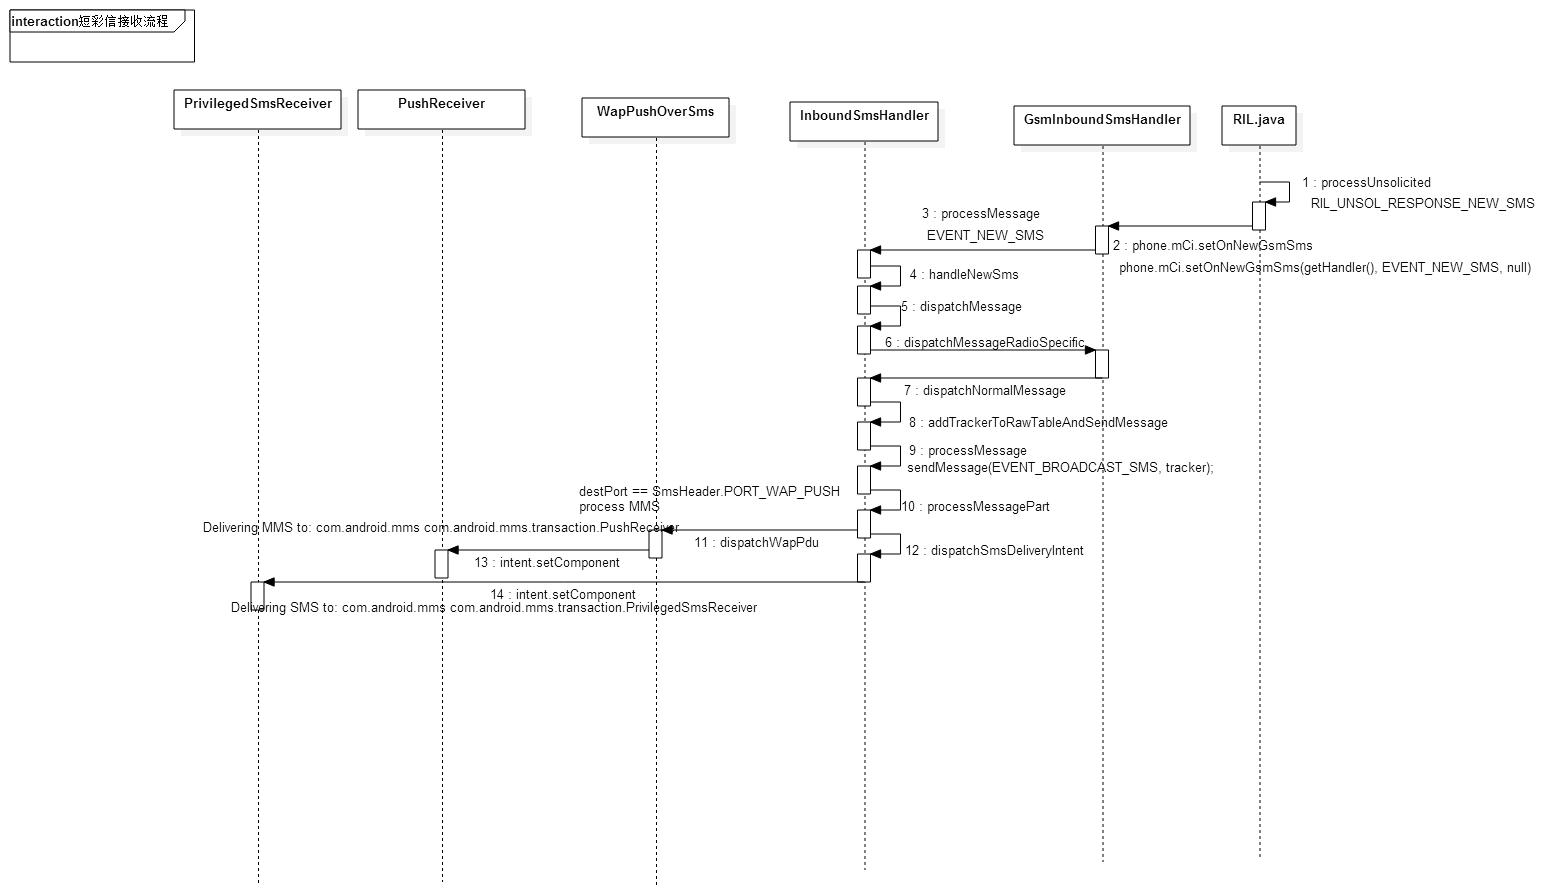 interaction短彩信接收流程
PrivilegedSmsReceiver
PushReceiver
WapPushOverSms
InboundSmsHandler
GsmInboundSmsHandler
RIL.java
1 : processUnsolicited
RIL_UNSOL_RESPONSE_NEW_SMS
2 : phone.mCi.setOnNewGsmSms
phone.mCi.setOnNewGsmSms(getHandler(), EVENT_NEW_SMS, null)
3 : processMessage
EVENT_NEW_SMS
4 : handleNewSms
5 : dispatchMessage
6 : dispatchMessageRadioSpecific
7 : dispatchNormalMessage
8 : addTrackerToRawTableAndSendMessage
9 : processMessage
sendMessage(EVENT_BROADCAST_SMS, tracker);
10 : processMessagePart
destPort == SmsHeader.PORT_WAP_PUSH
process MMS
Delivering MMS to: com.android.mms com.android.mms.transaction.PushReceiver
11 : dispatchWapPdu
12 : dispatchSmsDeliveryIntent
13 : intent.setComponent
14 : intent.setComponent
Delivering SMS to: com.android.mms com.android.mms.transaction.PrivilegedSmsReceiver